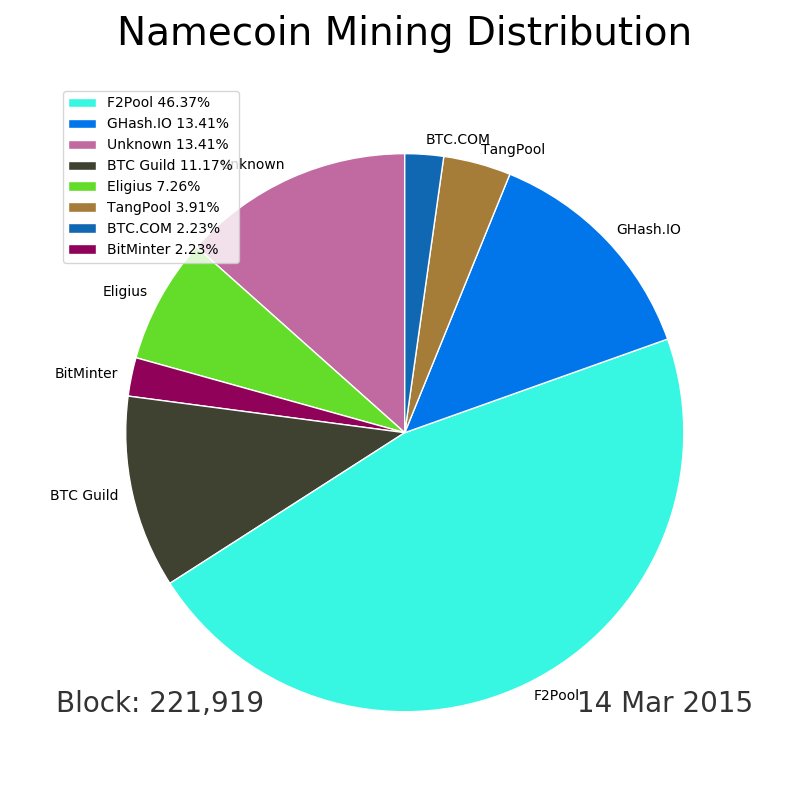 Namecoin Mining Distribution
F2Pool 46.37%
GHash.IO 13.41%
Unknown 13.41%
BTC Guild 11.17%
Eligius 7.26%
TangPool 3.91%
BTC.COM 2.23%
BitMinter 2.23%
BTC.COM
TangPool
Unknown
GHash.IO
Eligius
BitMinter
BTC Guild
F2Pool
Block: 221,919
14 Mar 2015